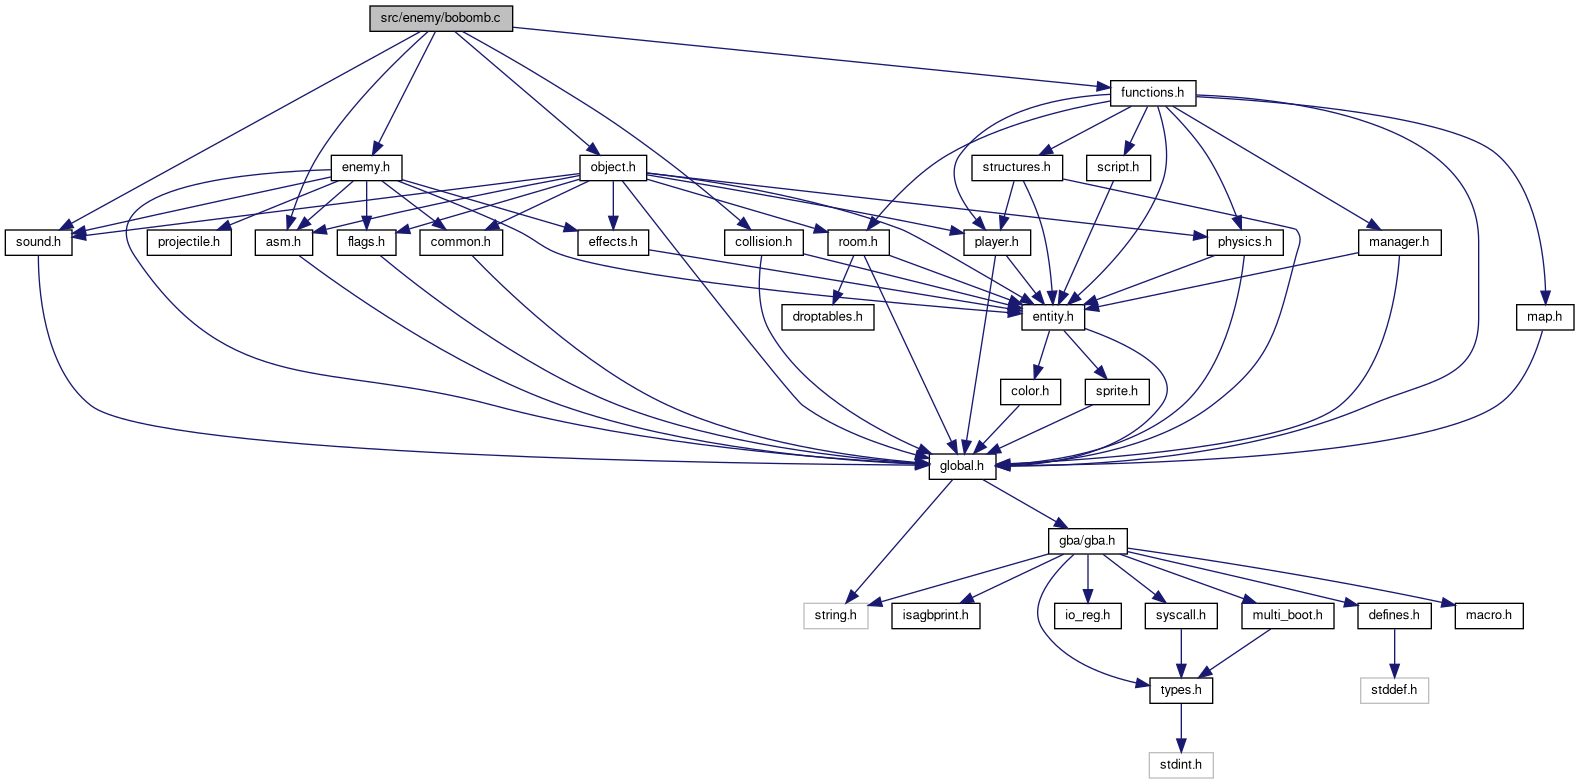 src/enemy/bobomb.c
functions.h
enemy.h
object.h
structures.h
script.h
sound.h
projectile.h
asm.h
flags.h
common.h
effects.h
collision.h
room.h
player.h
physics.h
manager.h
droptables.h
entity.h
map.h
color.h
sprite.h
global.h
gba/gba.h
string.h
isagbprint.h
io_reg.h
syscall.h
multi_boot.h
defines.h
macro.h
types.h
stddef.h
stdint.h